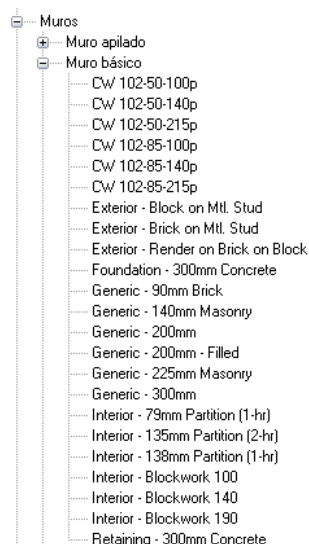 Muros
Muro apilado
Muro básico
CW 102-50-100p
CW 102-50-140p
CW 102-50-215p
CW 102-85-100p
CW 102-85-140p
CW 102-85-215p
Exterior - Block on Mtl. Stud
Exterior - Brick on Mtl. Stud
Exterior - Render on Brick on Block
Foundation - 300mm Concrete
Generic - 90mm Brick
Generic - 140mm Masonry
Generic - 200mm
Generic - 200mm - Filled
Generic - 225mm Masonry
Generic - 300mm
Interior - 79mm Partition (1-hr)
Interior - 135mm Partition (2-hr)
Interior - 138mm Partition (1-hr)
Interior - Blockwork 100
Interior - Blockwork 140
Interior - Blockwork 190
Retaining - 300mm Concrete